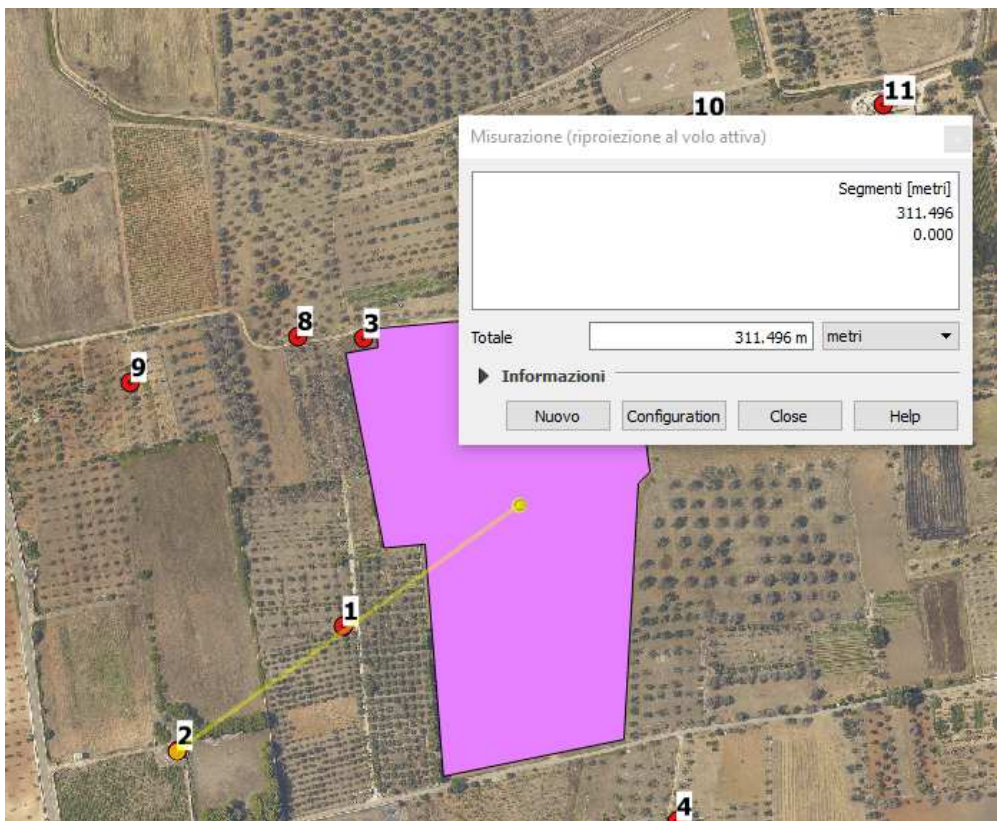 11
10
Misurazione (riproiezione al volo attiva)
Segmenti [metri]
311.496
0.000
Totale 311.496 m metri
Informazioni
Nuovo Configuration Close Help
8
3
9
1
2
4